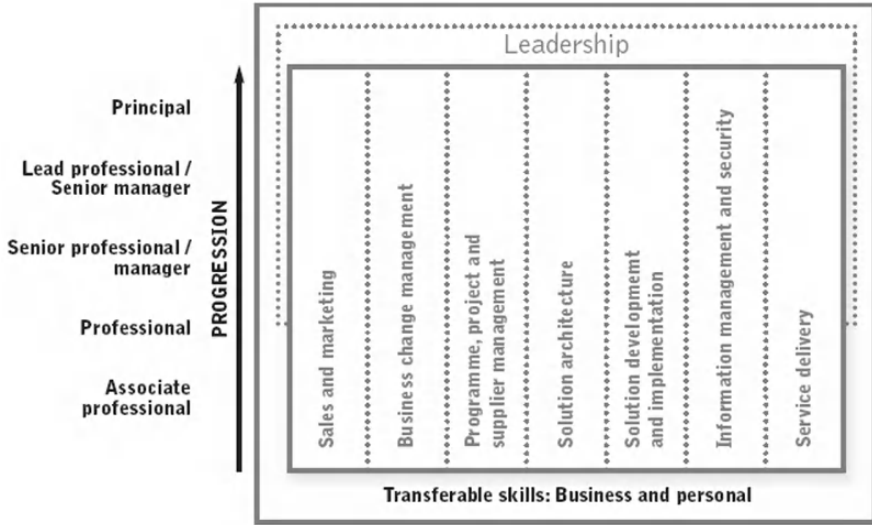 Leadership
Principal
Lead professional /
Senior manager
Senior professional /
manager
Professional
Associate
professional
PROGRESSION
Sales and marketing
Business change management
Programme, project and
supplier management
Solution architecture
Solution developmemt
and implementation
Information management and security
Service delivery
Transferable skills: Business and personal